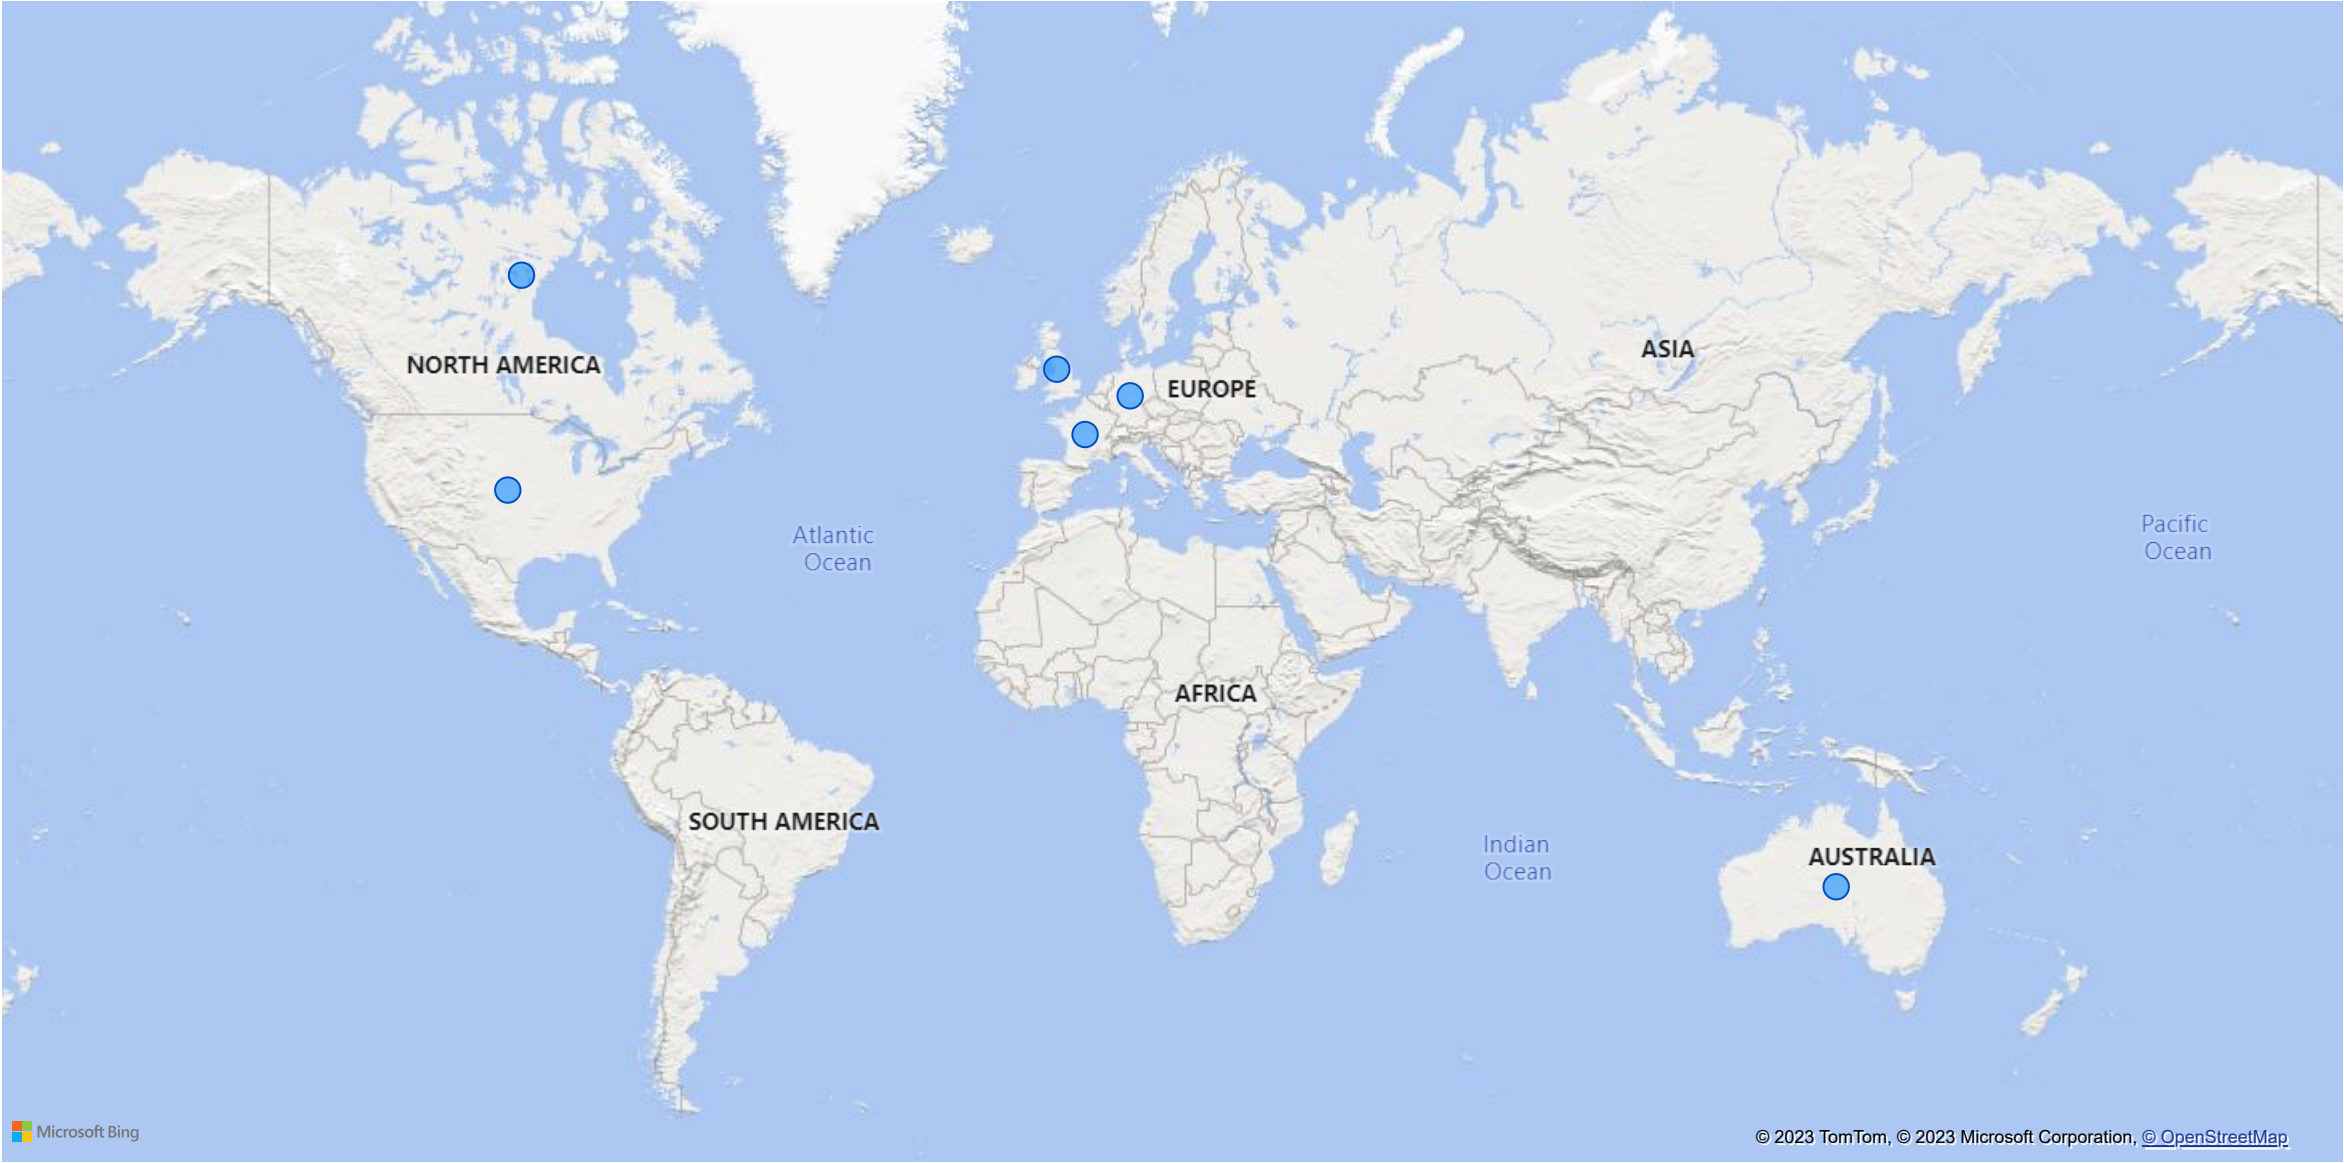 NORTH AMERICA
ASIA
EUROPE
Atlantic
Ocean
Pacific
Ocean
AFRICA
SOUTH AMERICA
Indian
Ocean
AUSTRALIA
Microsoft Bing
© 2023 TomTom, © 2023 Microsoft Corporation, © OpenStreetMap